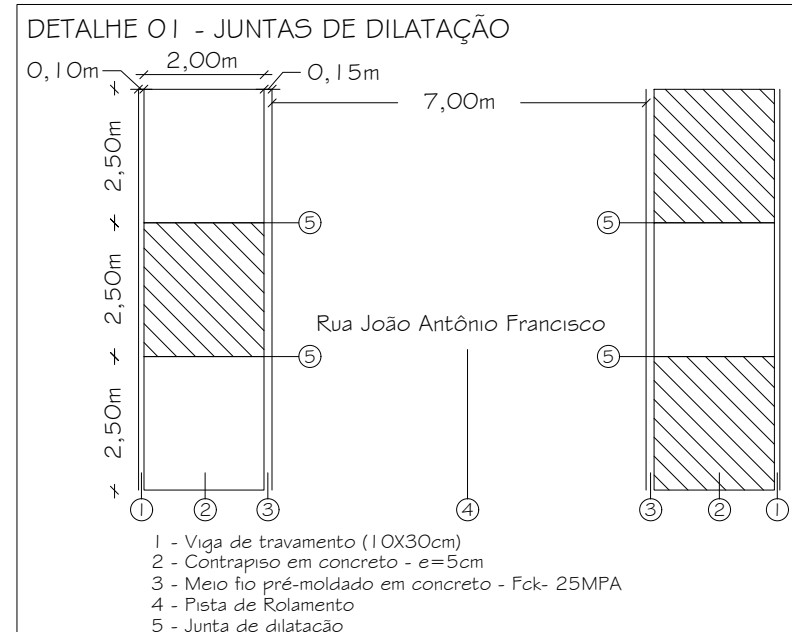 DETALHE 01 - JUNTAS DE DILATAÇÃO
0,10m
2,00m
0,15m
7,00m
2,50m
2,50m
2,50m
5
5
5
5
Rua João Antônio Francisco
1
2
3
4
3
2
1
1 - Viga de travamento (10X30cm)
2 - Contrapiso em concreto - e=5cm
3 - Meio fio pré-moldado em concreto - Fck- 25MPA
4 - Pista de Rolamento
5 - Junta de dilatação